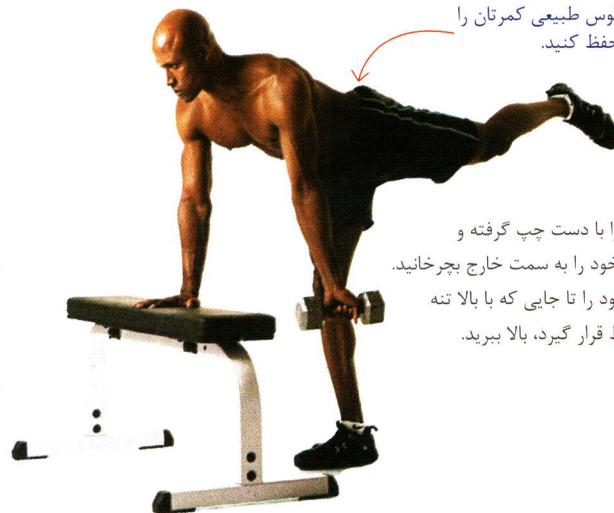 وس طبیعی کمرتان را
حفظ کنید.
را با دست چپ گرفته و
خود را به سمت خارج بچرخانید.
ود را تا جایی که با بالا تنه
قرار گیرد، بالا ببرید.